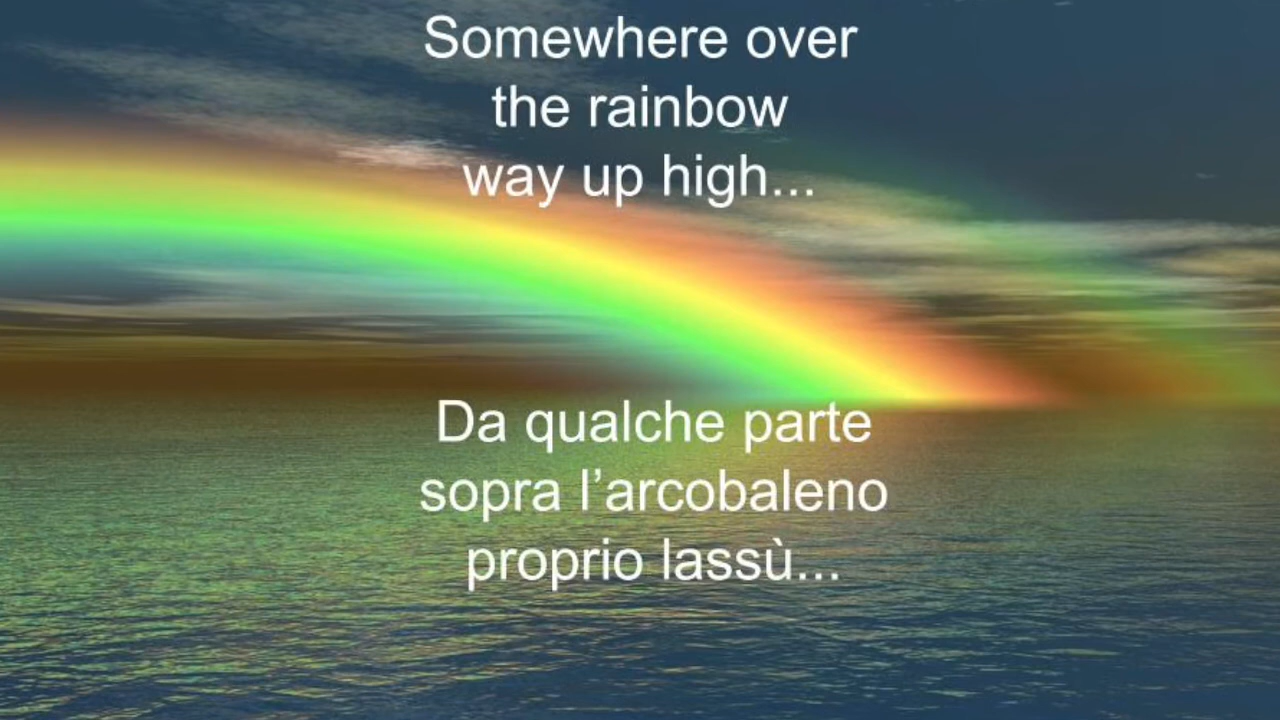 Somewhere over
the rainbow
way up high...
Da qualche parte
sopra l’arcobaleno
proprio lassù...